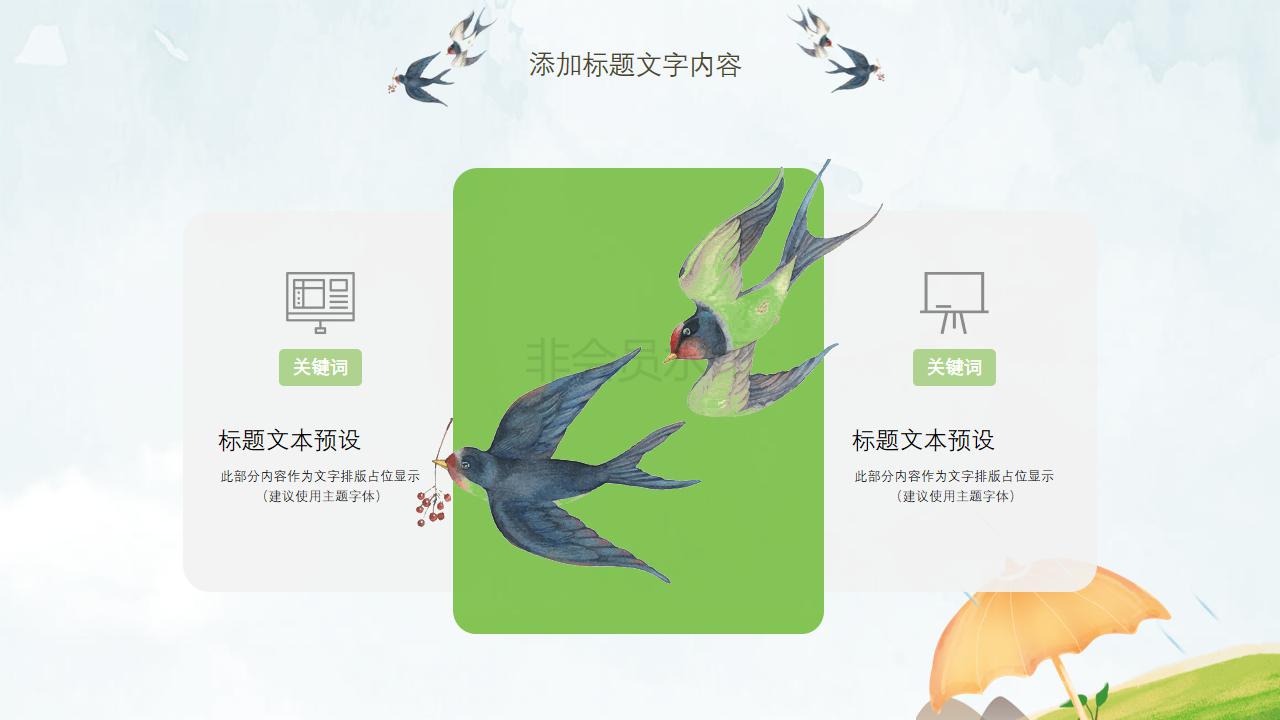 添加标题文字内容
非会员水
关键词
标题文本预设
此部分内容作为文字排版占位显示
（建议使用主题字体）
关键词
标题文本预设
此部分内容作为文字排版占位显示
（建议使用主题字体）